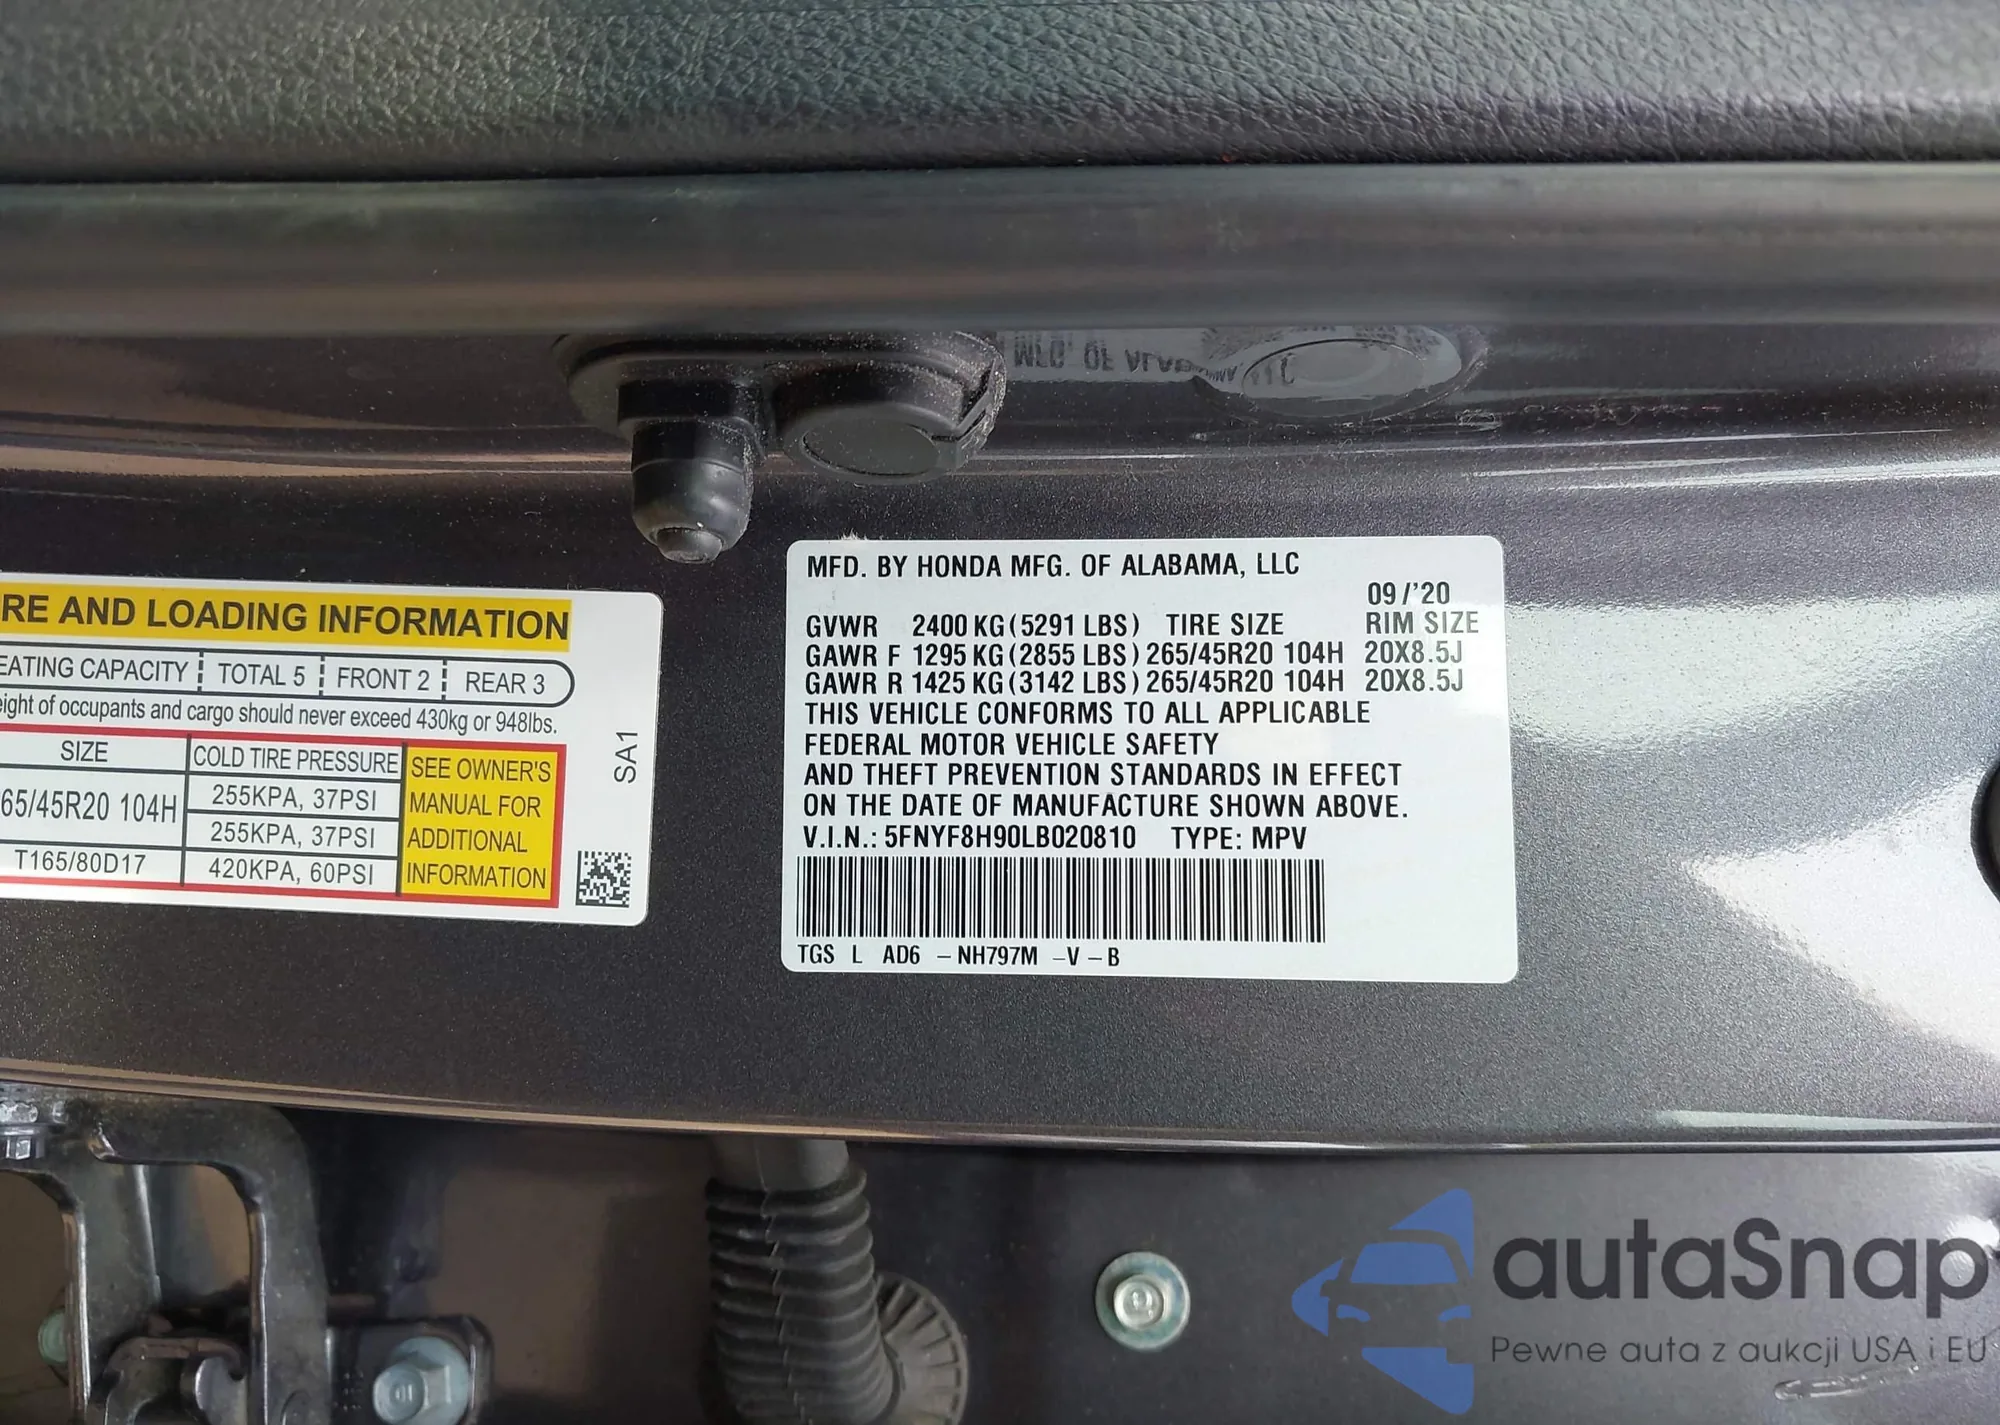 MFD. BY HONDA MFG. OF ALABAMA, LLC
09/'20
GVWR 2400 KG (5291 LBS) TIRE SIZE RIM SIZE
GAWR F 1295 KG (2855 LBS) 265/45R20 104H 20X8.5J
GAWR R 1425 KG (3142 LBS) 265/45R20 104H 20X8.5J
THIS VEHICLE CONFORMS TO ALL APPLICABLE
FEDERAL MOTOR VEHICLE SAFETY
AND THEFT PREVENTION STANDARDS IN EFFECT
ON THE DATE OF MANUFACTURE SHOWN ABOVE.
V.I.N.: 5FNYF8H90LB020810 TYPE: MPV
TGS L AD6 -NH797M -V-B
RE AND LOADING INFORMATION
EATING CAPACITY TOTAL 5 FRONT 2 REAR 3
eight of occupants and cargo should never exceed 430kg or 948lbs.
SIZE COLD TIRE PRESSURE
65/45R20 104H 255KPA, 37PSI
255KPA, 37PSI
T165/80D17 420KPA, 60PSI
SEE OWNER'S
MANUAL FOR
ADDITIONAL
INFORMATION
SA1
autaSnap
Pewne auta z aukcji USA i EU